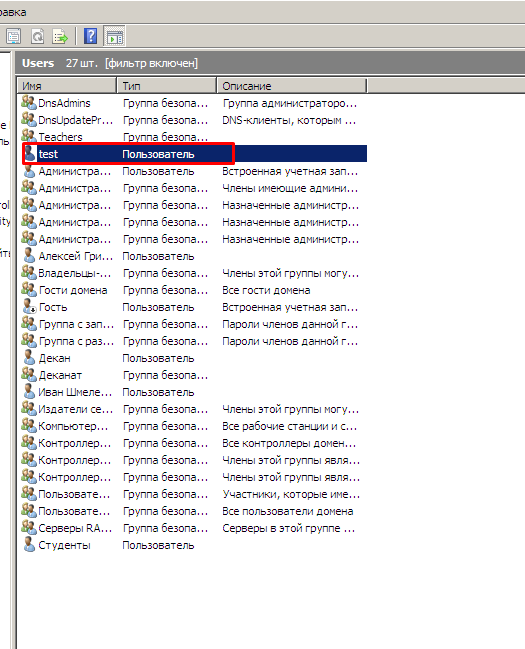 равка
Users 27 шт. [фильтр включен]
Имя Тип Описание
DnsAdmins Группа безопа... Группа администраторо...
DnsUpdatePr... Группа безопа... DNS-клиенты, которым ...
Teachers Группа безопа...
test Пользователь
Администра... Пользователь Встроенная учетная зап...
Администра... Группа безопа... Члены имеющие админи...
Администра... Группа безопа... Назначенные администр...
Администра... Группа безопа... Назначенные администр...
Администра... Группа безопа... Назначенные администр...
Алексей Гри... Пользователь
Владельцы-... Группа безопа... Члены этой группы могу...
Гости домена Группа безопа... Все гости домена
Гость Пользователь Встроенная учетная зап...
Группа с зап... Группа безопа... Пароли членов данной г...
Группа с раз... Группа безопа... Пароли членов данной г...
Декан Пользователь
Деканат Группа безопа...
Иван Шмеле... Пользователь
Издатели се... Группа безопа... Члены этой группы могу...
Компьютер... Группа безопа... Все рабочие станции и с...
Контроллер... Группа безопа... Все контроллеры домен...
Контроллер... Группа безопа... Члены этой группы явля...
Контроллер... Группа безопа... Члены этой группы явля...
Пользовате... Группа безопа... Участники, которые име...
Пользовате... Группа безопа... Все пользователи домена
Серверы RA... Группа безопа... Серверы в этой группе ...
Студенты Пользователь